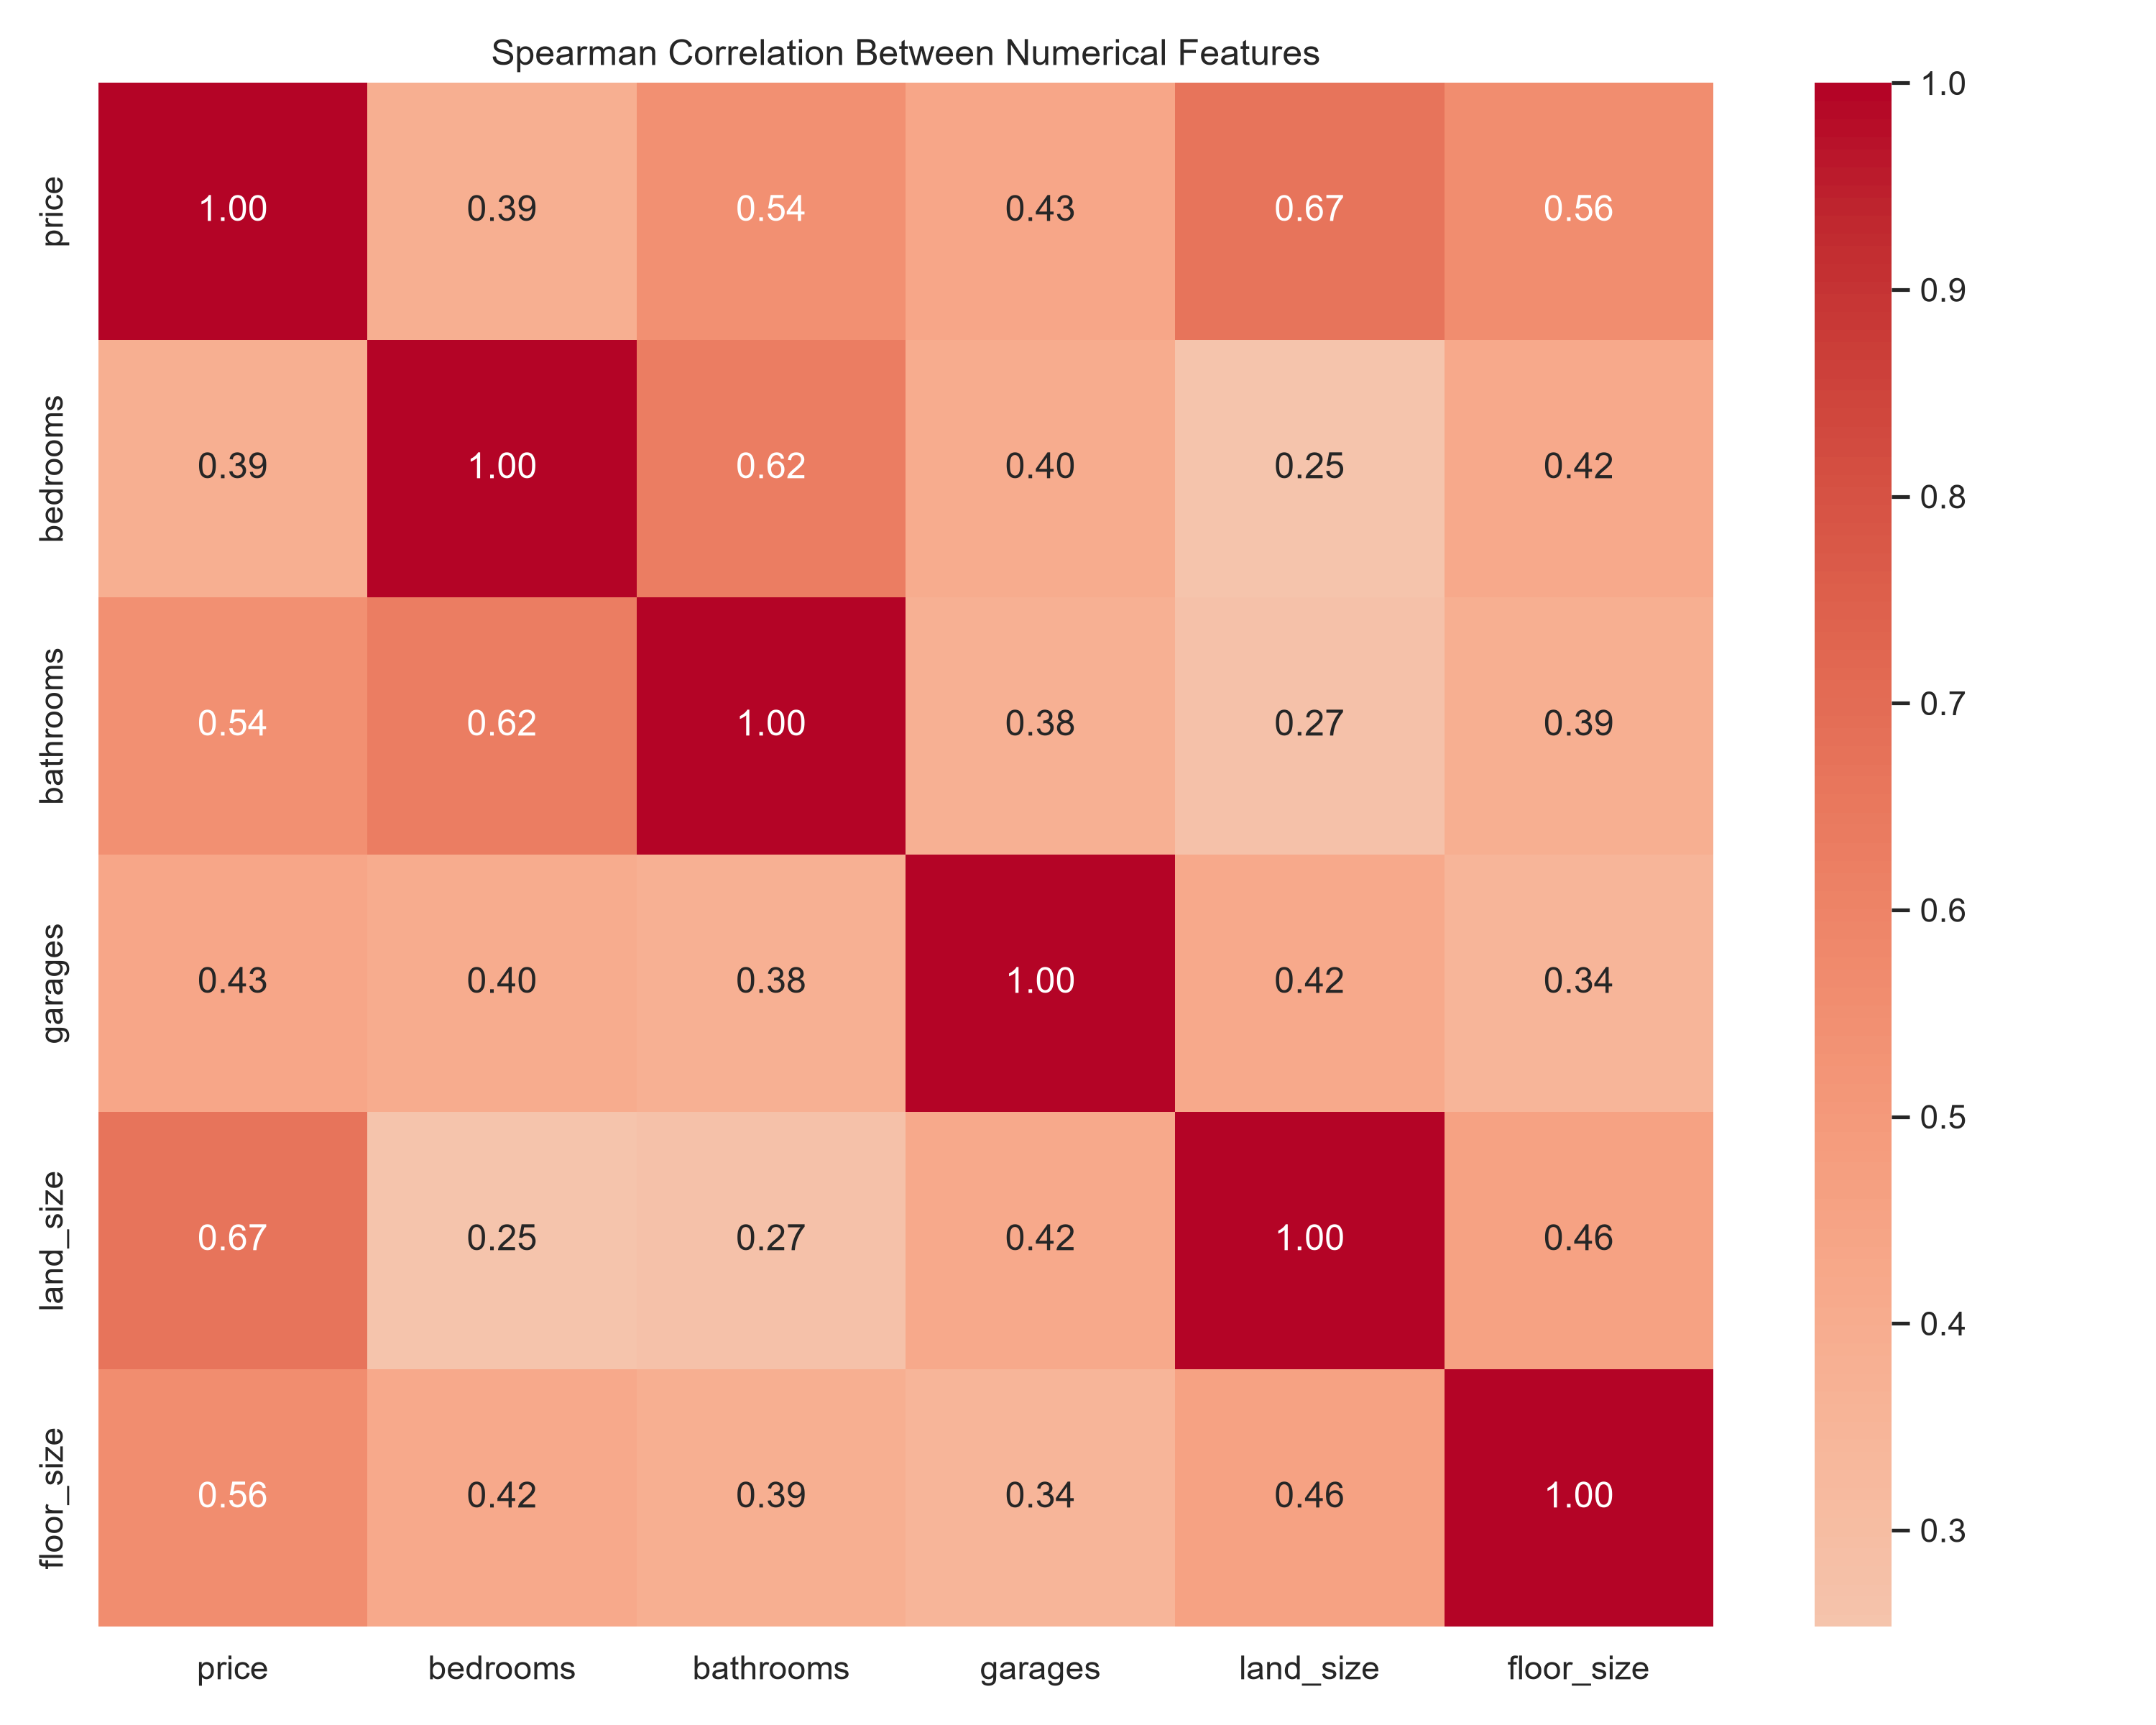 Spearman Correlation Between Numerical Features
price 1.00 0.39 0.54 0.43 0.67 0.56
bedrooms 0.39 1.00 0.62 0.40 0.25 0.42
bathrooms 0.54 0.62 1.00 0.38 0.27 0.39
garages 0.43 0.40 0.38 1.00 0.42 0.34
land_size 0.67 0.25 0.27 0.42 1.00 0.46
floor_size 0.56 0.42 0.39 0.34 0.46 1.00
price bedrooms bathrooms garages land_size floor_size
1.0
0.9
0.8
0.7
0.6
0.5
0.4
0.3